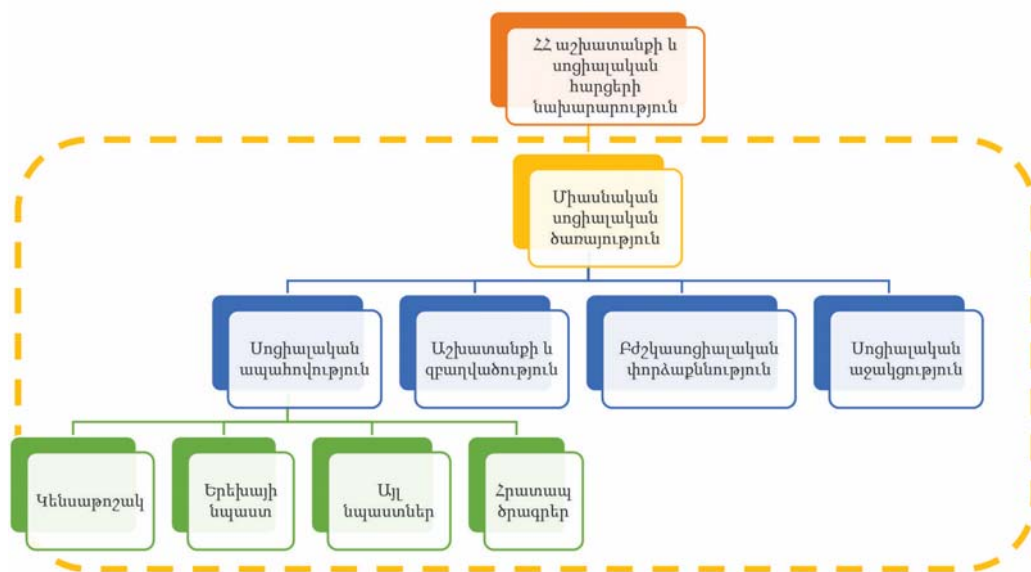 ՀՀ աշխատանքի և
սոցիալական
հարցերի
նախարարություն
Միասնական
սոցիալական
ծառայություն
Սոցիալական
ապահովություն
Աշխատանքի և
զբաղվածություն
Բժշկասոցիալական
փորձաքննություն
Սոցիալական
աջակցություն
Կենսաթոշակ
Երեխայի
նպաստ
Այլ
նպաստներ
Հրատապ
ծրագրեր